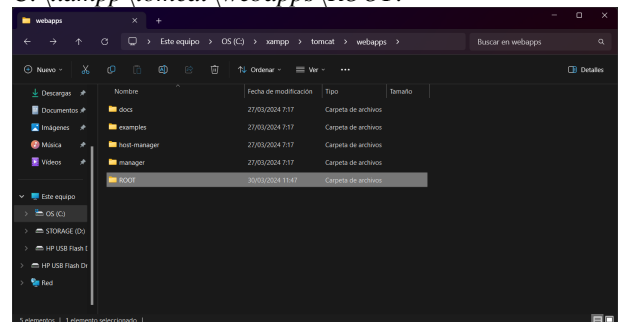 C: \xampp \tomcat \webapps \ROOT.
webapps
Este equipo > OS (C:) > xampp > tomcat > webapps >
Buscar en webapps
Nuevo
Ordenar
Ver
Detalles
Nombre Fecha de modificación Tipo Tamaño
Descargas
docs 27/03/2024 7:17 Carpeta de archivos
Documentos
examples 27/03/2024 7:17 Carpeta de archivos
Imágenes
host-manager 27/03/2024 7:17 Carpeta de archivos
Música
manager 27/03/2024 7:17 Carpeta de archivos
Vídeos
ROOT 30/03/2024 11:47 Carpeta de archivos
Este equipo
OS (C:)
STORAGE (D:)
HP USB Flash D
HP USB Flash Dr
Red
5 elementos | 1 elemento seleccionado |